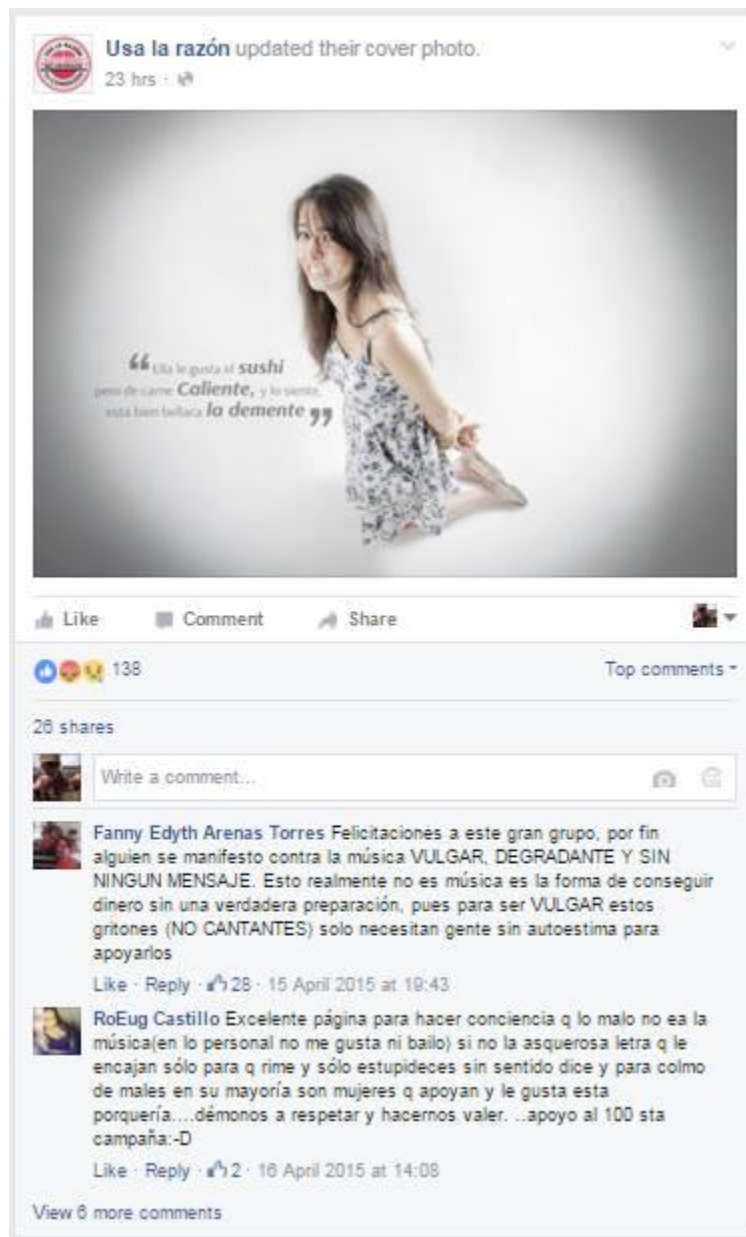 Usa la razón updated their cover photo.
23 hrs
“ Ella le gusta el sushi
pero de carne Caliente, y lo siente,
esta bien bellaca la demente ”
Like Comment Share
138 Top comments
26 shares
Write a comment...
Fanny Edyth Arenas Torres Felicitaciones a este gran grupo, por fin
alguien se manifesto contra la música VULGAR, DEGRADANTE Y SIN
NINGUN MENSAJE. Esto realmente no es música es la forma de conseguir
dinero sin una verdadera preparación, pues para ser VULGAR estos
gritones (NO CANTANTES) solo necesitan gente sin autoestima para
apoyarlos
Like · Reply · 28 · 15 April 2015 at 19:43
RoEug Castillo Excelente página para hacer conciencia q lo malo no ea la
música(en lo personal no me gusta ni bailo) si no la asquerosa letra q le
encajan sólo para q rime y sólo estupideces sin sentido dice y para colmo
de males en su mayoría son mujeres q apoyan y le gusta esta
porquería....démonos a respetar y hacernos valer. ..apoyo al 100 sta
campaña:-D
Like · Reply · 2 · 16 April 2015 at 14:08
View 6 more comments